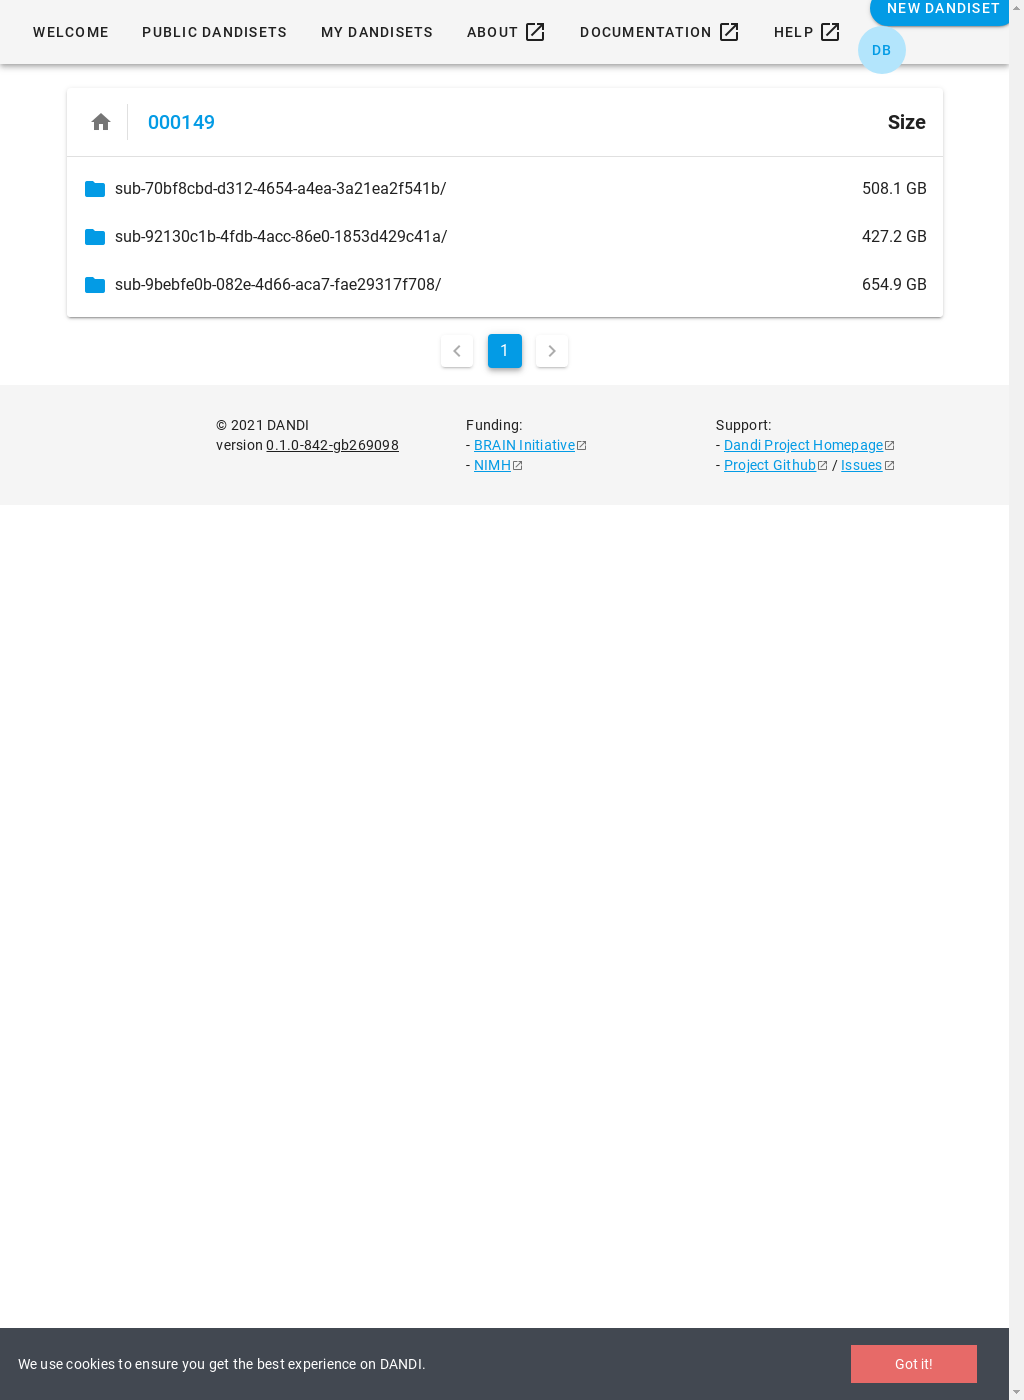 NEW DANDISET
WELCOME PUBLIC DANDISETS MY DANDISETS ABOUT DOCUMENTATION HELP
DB
000149 Size
sub-70bf8cbd-d312-4654-a4ea-3a21ea2f541b/ 508.1 GB
sub-92130c1b-4fdb-4acc-86e0-1853d429c41a/ 427.2 GB
sub-9bebfe0b-082e-4d66-aca7-fae29317f708/ 654.9 GB
1
© 2021 DANDI
version 0.1.0-842-gb269098
Funding:
- BRAIN Initiative
- NIMH
Support:
- Dandi Project Homepage
- Project Github / Issues
We use cookies to ensure you get the best experience on DANDI.
Got it!